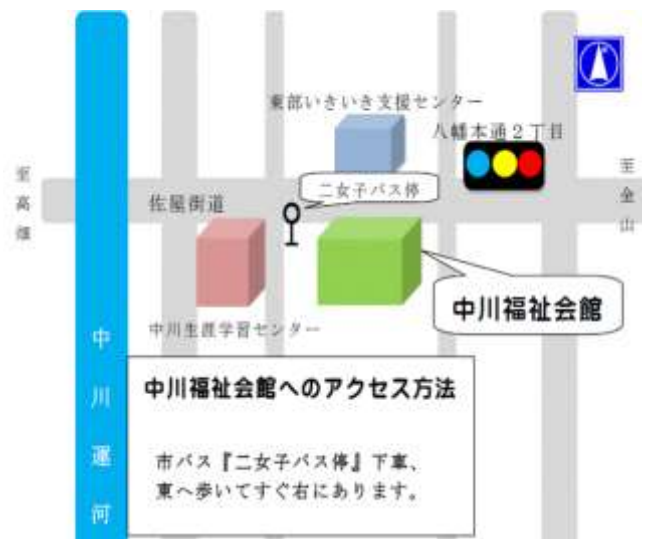 東部いきいき支援センター
八幡本通２丁目
至高畑
二女子バス停
至金山
佐屋街道
中川福祉会館
中川生涯学習センター
中川運河
中川福祉会館へのアクセス方法
市バス『二女子バス停』下車、
東へ歩いてすぐ右にあります。